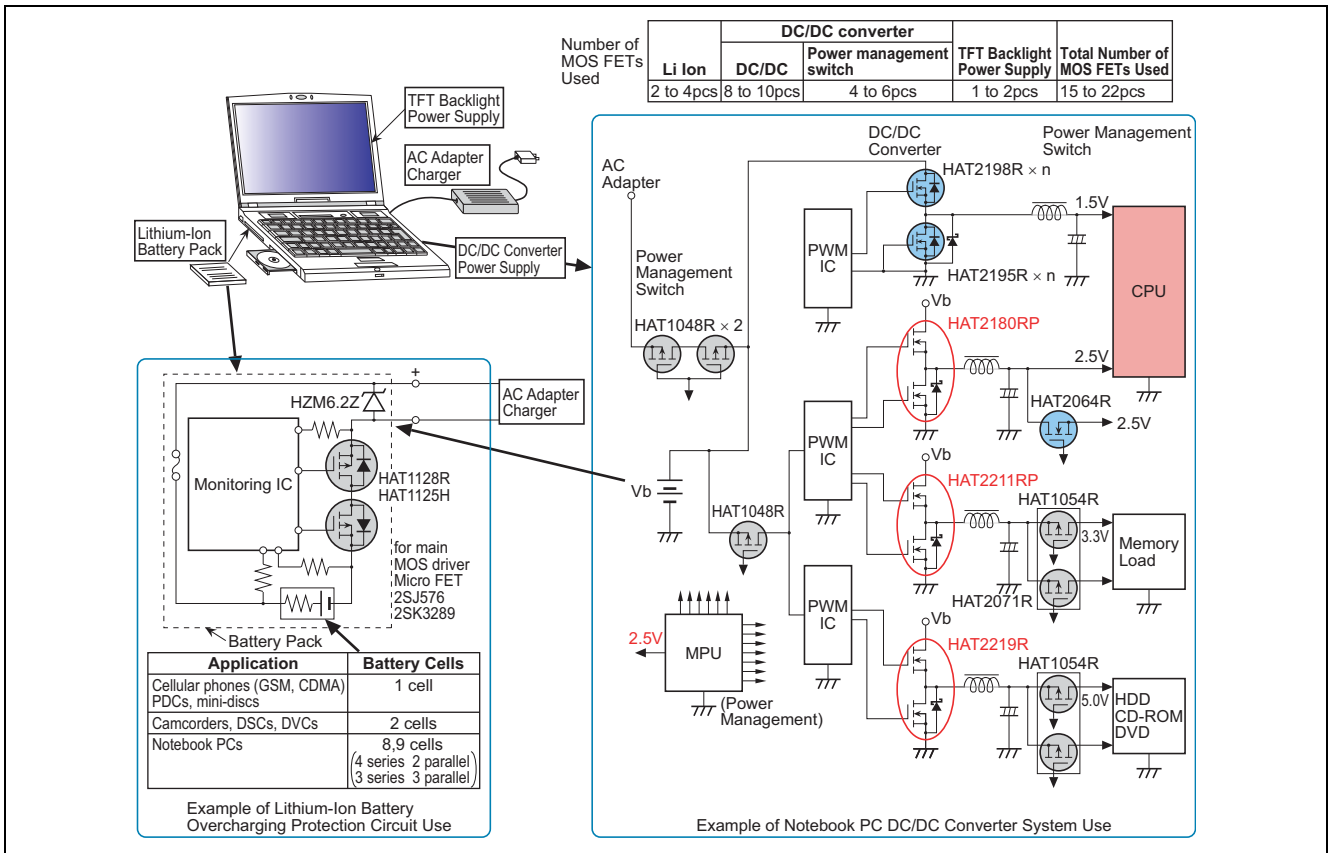 Number of
MOS FETs
Used
Li Ion
DC/DC converter
DC/DC
Power management
switch
TFT Backlight
Power Supply
Total Number of
MOS FETs Used
2 to 4pcs
8 to 10pcs
4 to 6pcs
1 to 2pcs
15 to 22pcs
TFT Backlight
Power Supply
AC Adapter
Charger
Lithium-Ion
Battery Pack
DC/DC Converter
Power Supply
AC
Adapter
Power
Management
Switch
HAT1048R × 2
DC/DC
Converter
Power Management
Switch
HAT2198R × n
1.5V
PWM
IC
HAT2195R × n
CPU
Vb
HAT2180RP
2.5V
HAT2064R
2.5V
PWM
IC
Vb
Vb
HAT2211RP
HAT1048R
HAT1054R
3.3V
Memory
Load
HAT2071R
PWM
IC
Vb
HAT2219R
HAT1054R
5.0V
HDD
CD-ROM
DVD
2.5V
MPU
(Power
Management)
Example of Notebook PC DC/DC Converter System Use
+
HZM6.2Z
−
AC Adapter
Charger
Monitoring IC
HAT1128R
HAT1125H
for main
MOS driver
Micro FET
2SJ576
2SK3289
Battery Pack
Application
Battery Cells
Cellular phones (GSM, CDMA)
PDCs, mini-discs
1 cell
Camcorders, DSCs, DVCs
2 cells
Notebook PCs
8,9 cells
(4 series 2 parallel
3 series 3 parallel)
Example of Lithium-Ion Battery
Overcharging Protection Circuit Use